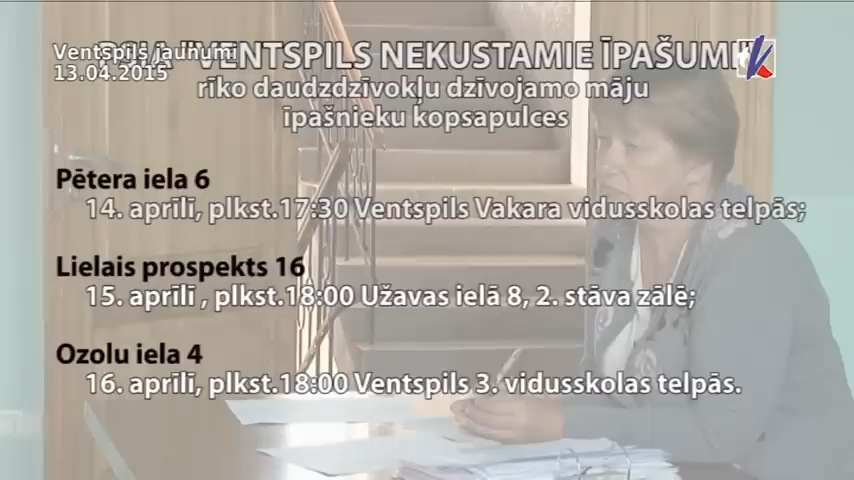 Ventspils jaunumi
13.04.2015
"VENTSPILS NEKUSTAMIE ĪPAŠUMI"
rīko daudzdzīvokļu dzīvojamo māju
īpašnieku kopsapulces
Pētera iela 6
14. aprīlī, plkst.17:30 Ventspils Vakara vidusskolas telpās;
Lielais prospekts 16
15. aprīlī , plkst.18:00 Užavas ielā 8, 2. stāva zālē;
Ozolu iela 4
16. aprīlī, plkst.18:00 Ventspils 3. vidusskolas telpās.